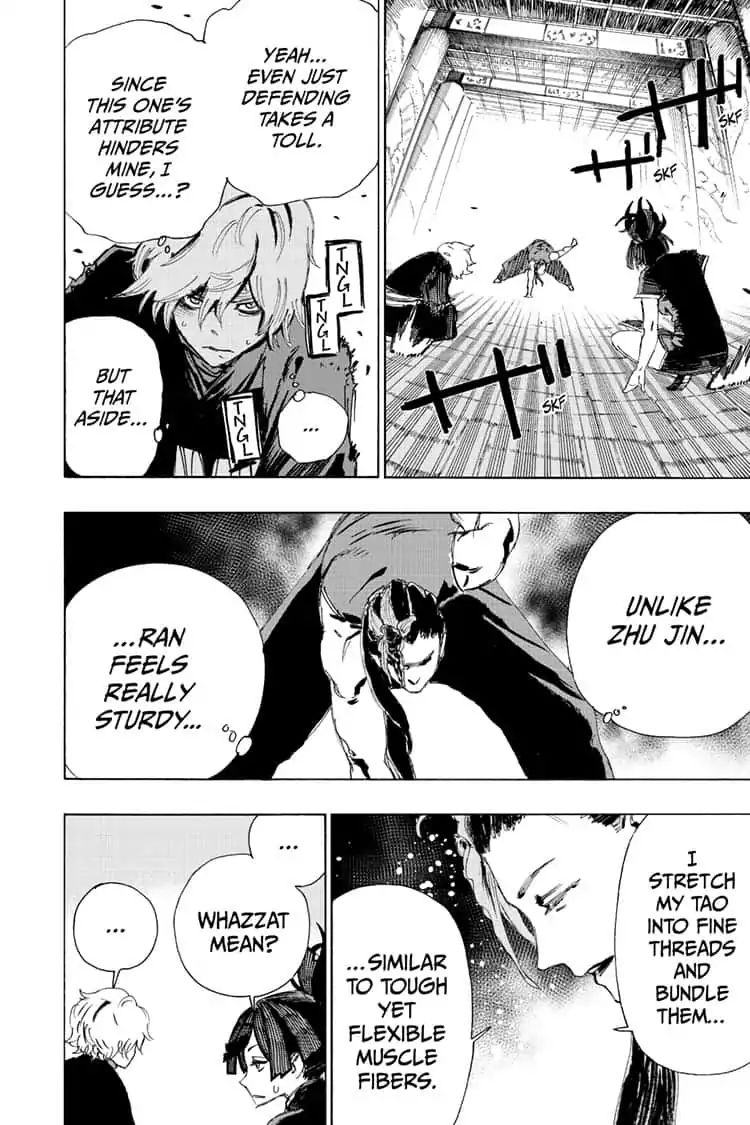 SKF
SKF
SKF
YEAH...
EVEN JUST
DEFENDING
TAKES A
TOLL.
SINCE
THIS ONE'S
ATTRIBUTE
HINDERS
MINE, I
GUESS...?
TNGL
TNGL
TNGL
...
BUT
THAT
ASIDE...
UNLIKE
ZHU JIN...
...RAN
FEELS
REALLY
STURDY...
I
STRETCH
MY TAO
INTO FINE
THREADS
AND
BUNDLE
THEM...
...SIMILAR
TO TOUGH
YET
FLEXIBLE
MUSCLE
FIBERS.
...
WHAZZAT
MEAN?
...